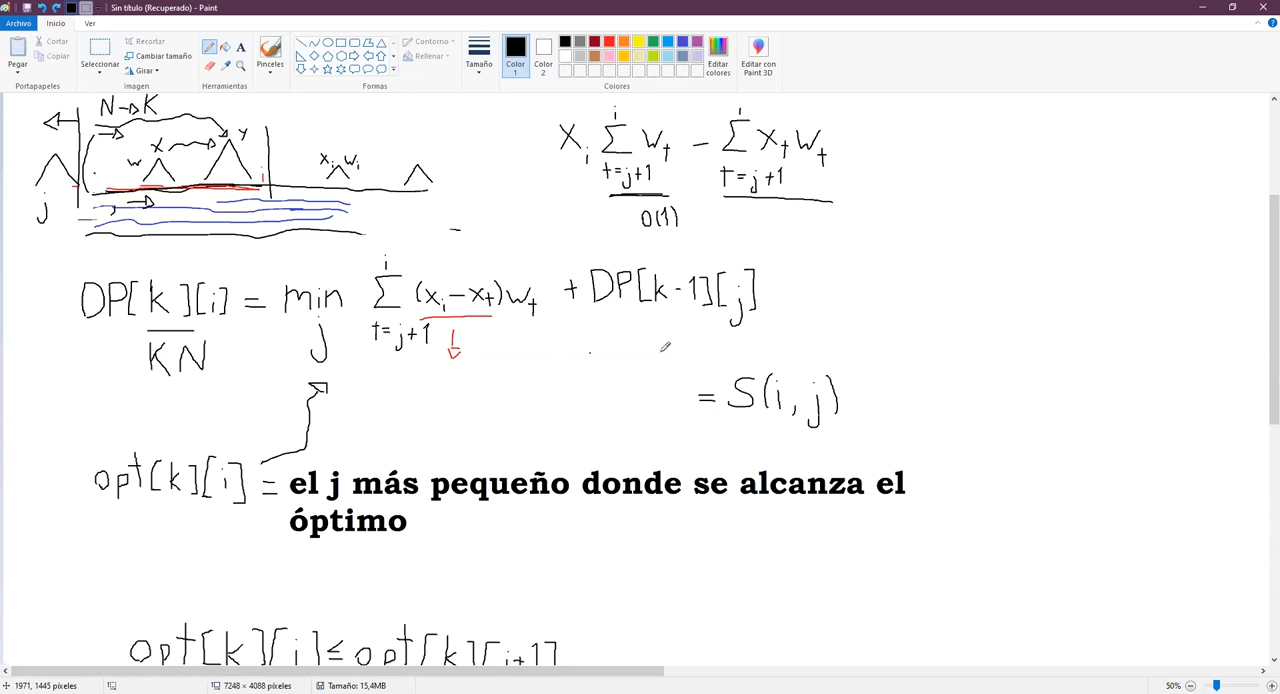 Sin título (Recuperado) - Paint
Archivo Inicio Ver
Pegar
Cortar
Copiar
Portapapeles
Seleccionar
Recortar
Cambiar tamaño
Girar
Imagen
A
Herramientas
Pinceles
Contorno
Rellenar
Formas
Tamaño
Color 1
Color 2
Editar colores
Editar con Paint 3D
Colores
N → K
w x y
j i
x_i w_i
X_i ∑_{t=j+1}^{i} w_t − ∑_{t=j+1}^{i} x_t w_t
O(1)
DP[k][i] = min_j ∑_{t=j+1}^{i} (x_i − x_t) w_t + DP[k-1][j]
KN
= S(i, j)
opt[k][i] = el j más pequeño donde se alcanza el
óptimo
opt[k][i] ≤ opt[k][i+1]
1971, 1445 píxeles
7248 × 4088 píxeles
Tamaño: 15,4MB
50%